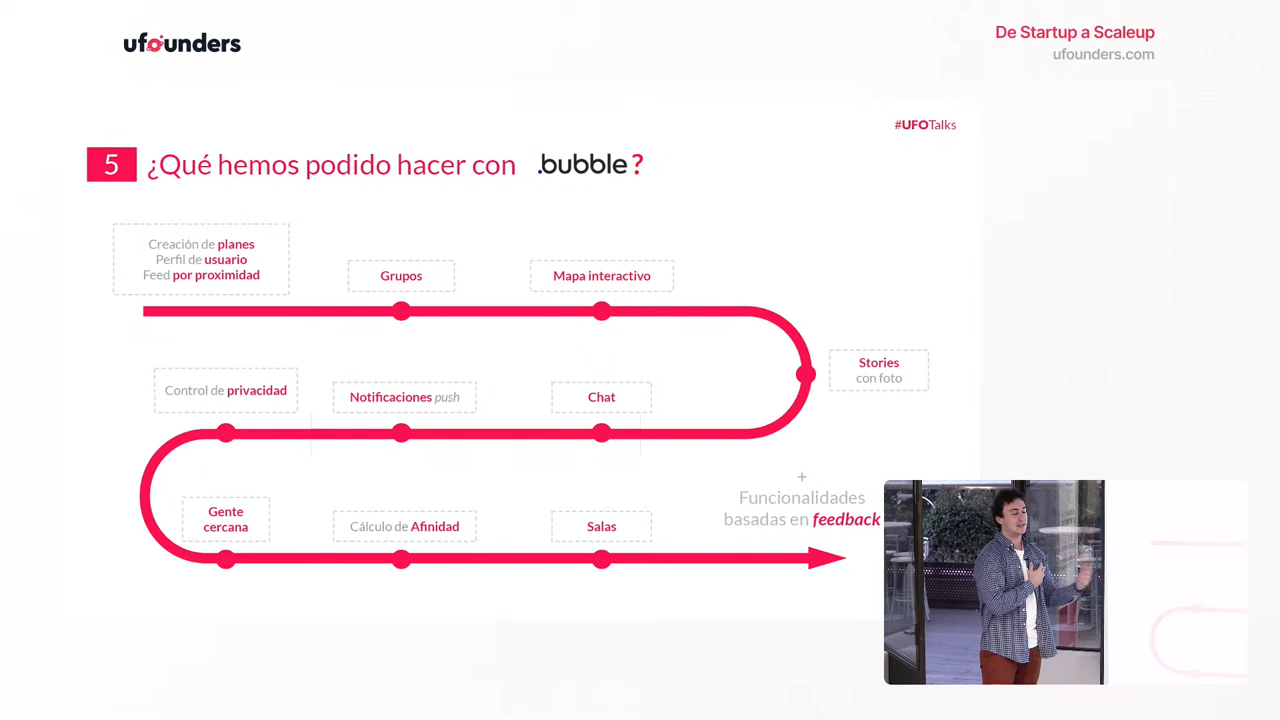 ufounders
De Startup a Scaleup
ufounders.com
#UFOTalks
5 ¿Qué hemos podido hacer con .bubble?
Creación de planes
Perfil de usuario
Feed por proximidad
Grupos
Mapa interactivo
Stories
con foto
Control de privacidad
Notificaciones push
Chat
Gente
cercana
Cálculo de Afinidad
Salas
+
Funcionalidades
basadas en feedback